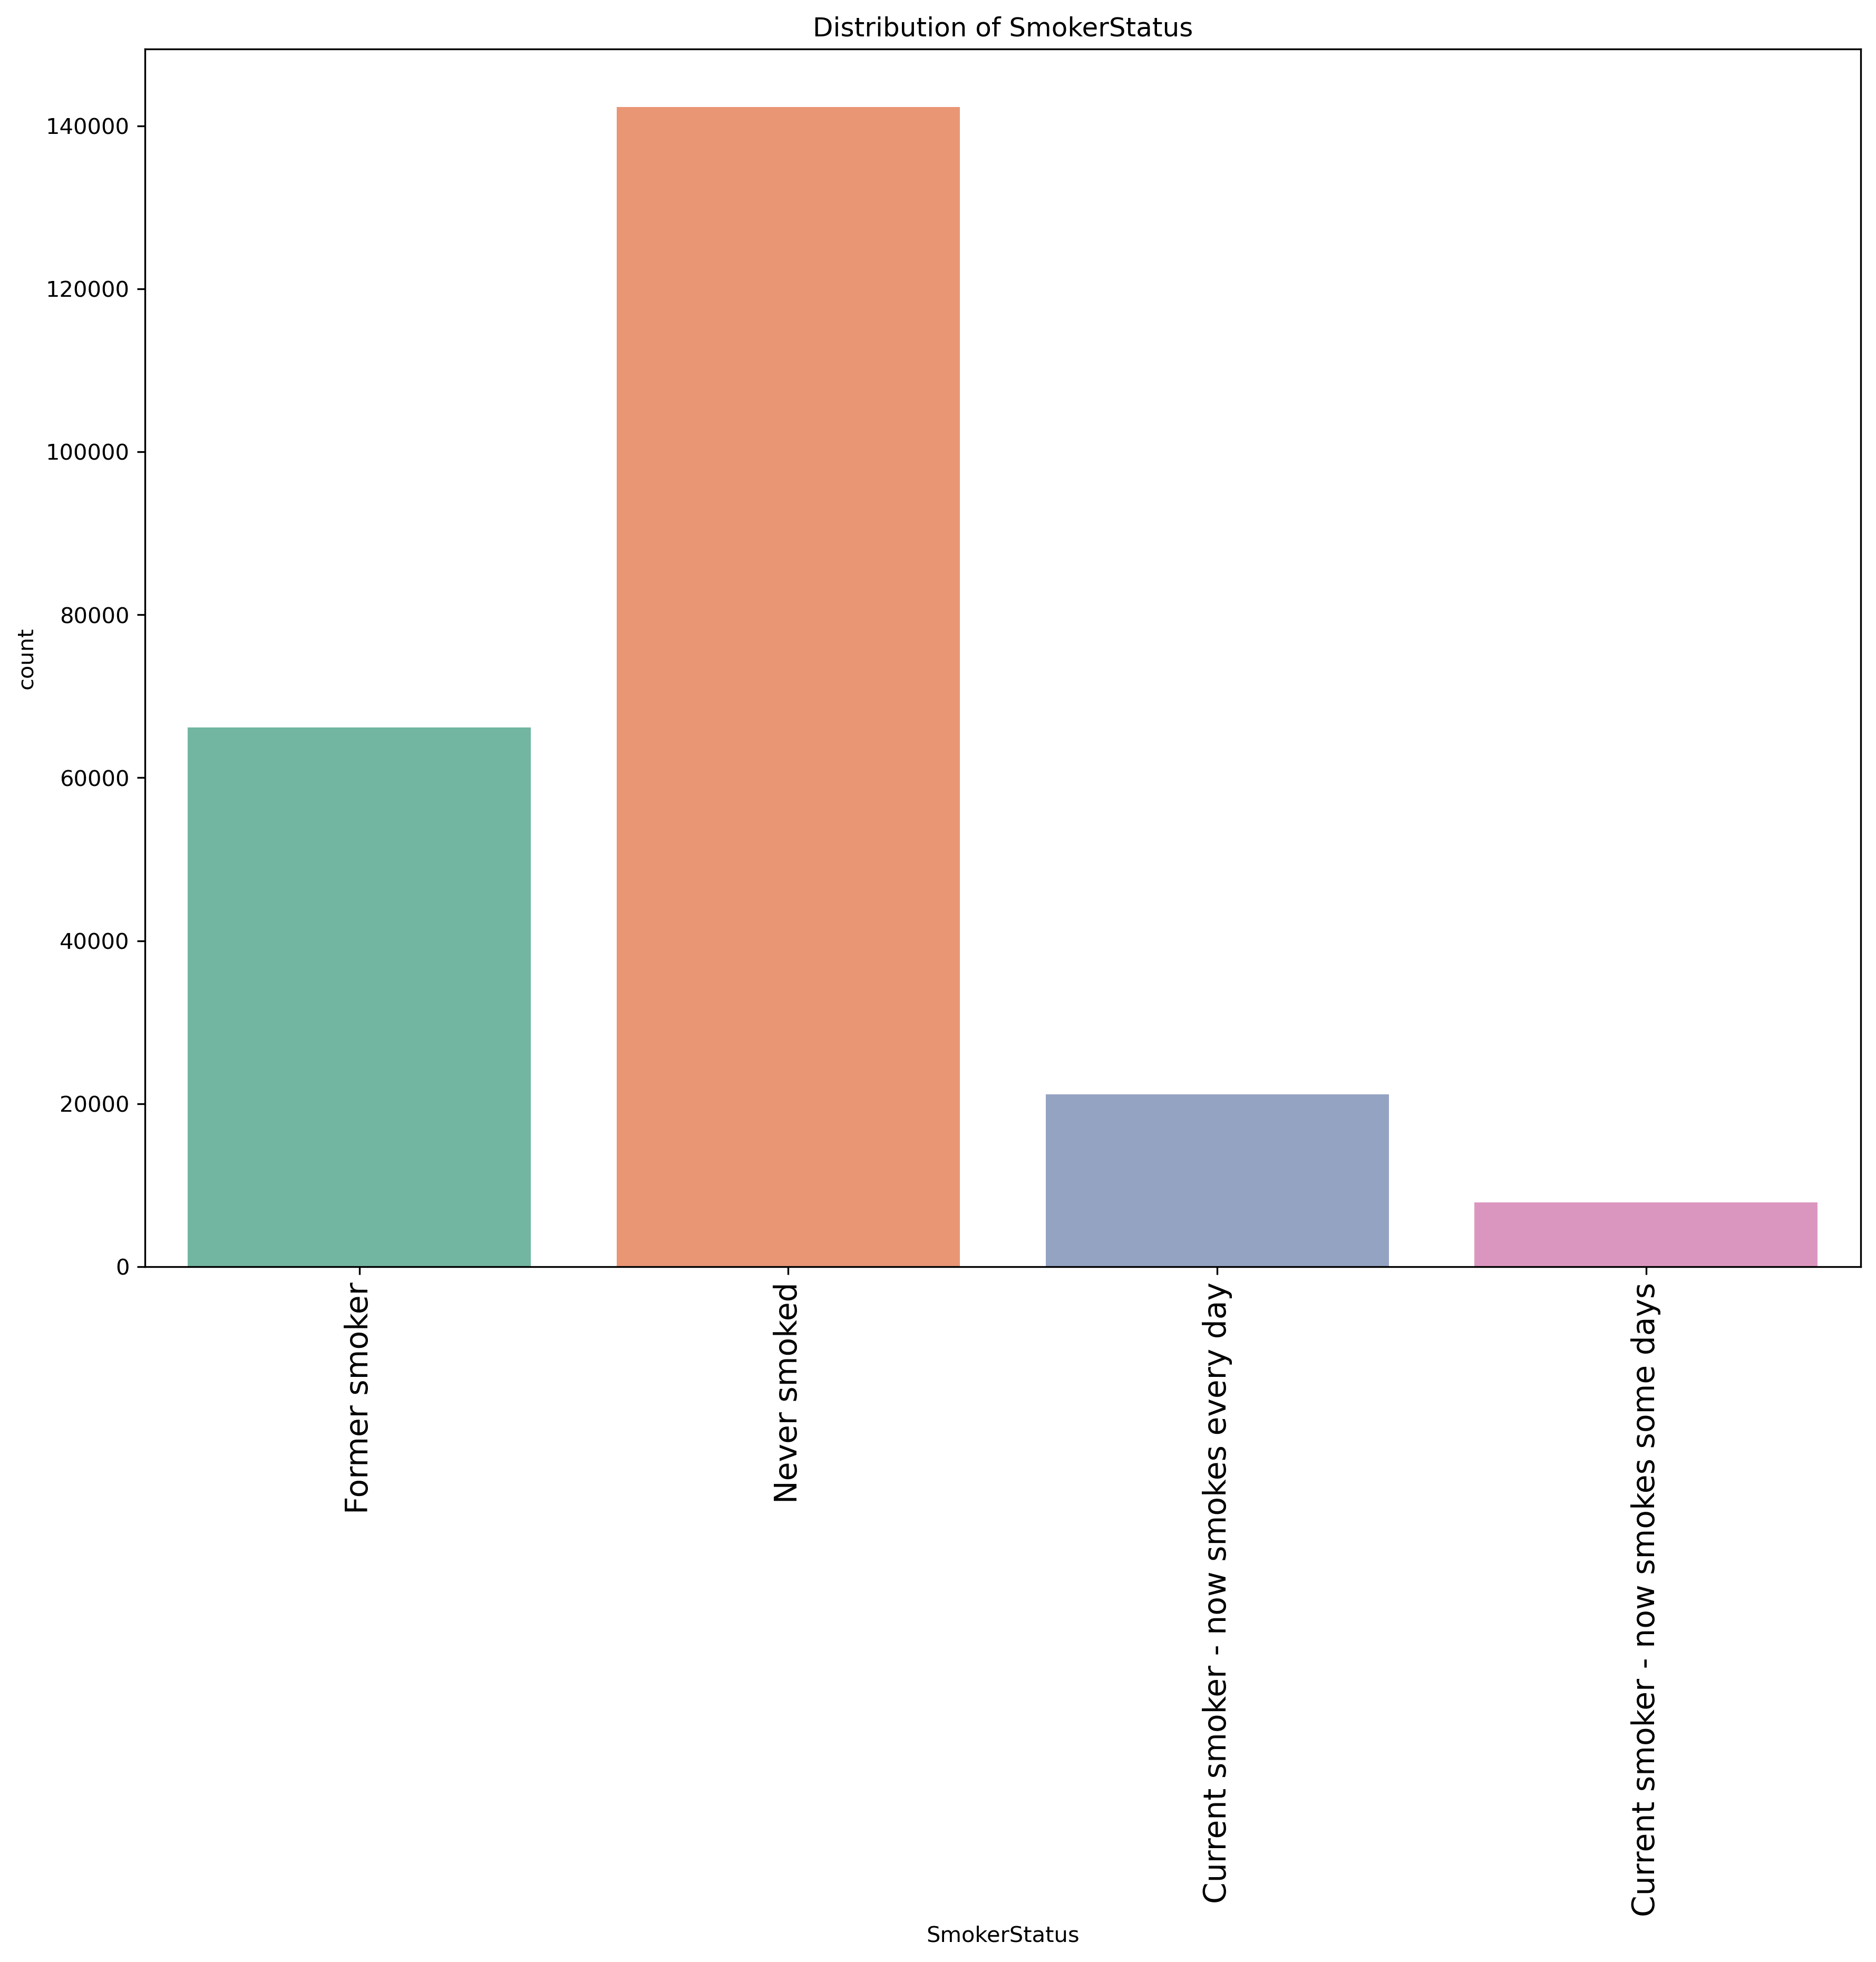 Distribution of SmokerStatus
count
140000
120000
100000
80000
60000
40000
20000
0
Former smoker
Never smoked
Current smoker - now smokes every day
Current smoker - now smokes some days
SmokerStatus